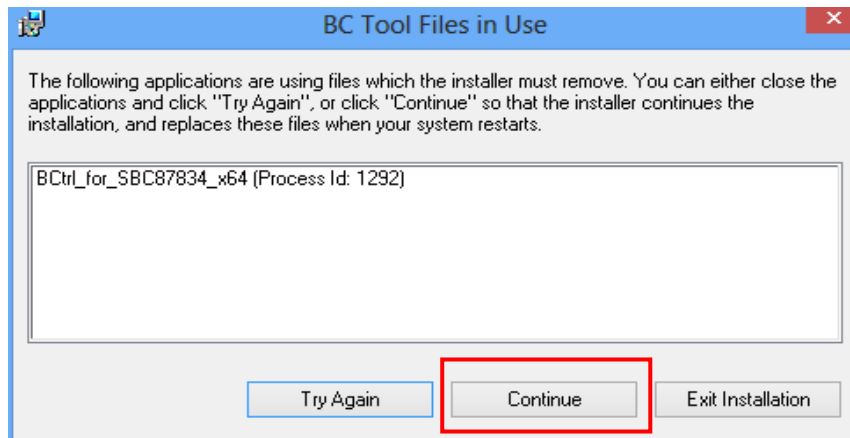 BC Tool Files in Use
The following applications are using files which the installer must remove. You can either close the
applications and click "Try Again", or click "Continue" so that the installer continues the
installation, and replaces these files when your system restarts.
BCtrl_for_SBC87834_x64 (Process Id: 1292)
Try Again Continue Exit Installation